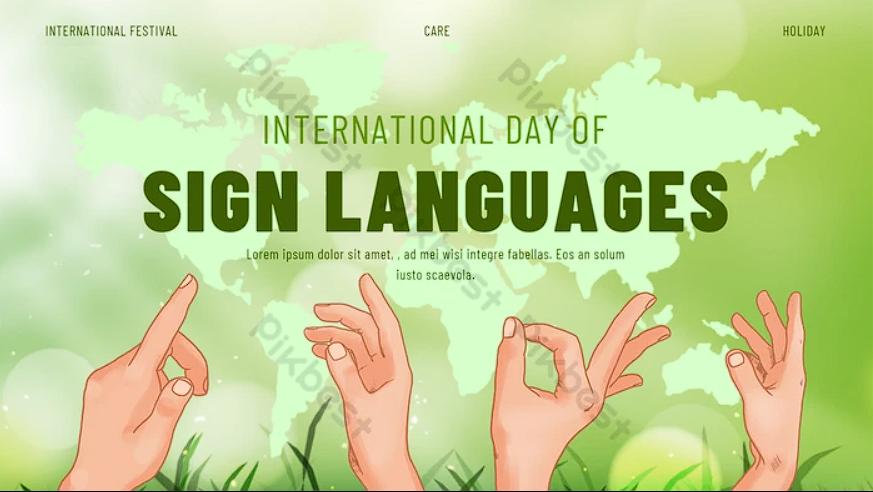 INTERNATIONAL FESTIVAL
CARE
HOLIDAY
INTERNATIONAL DAY OF
SIGN LANGUAGES
Lorem ipsum dolor sit amet, , ad mei wisi integre fabellas. Eos an solum
iusto scaevola.
pikbest
pikbest
pikbest
pikbest
pikbest